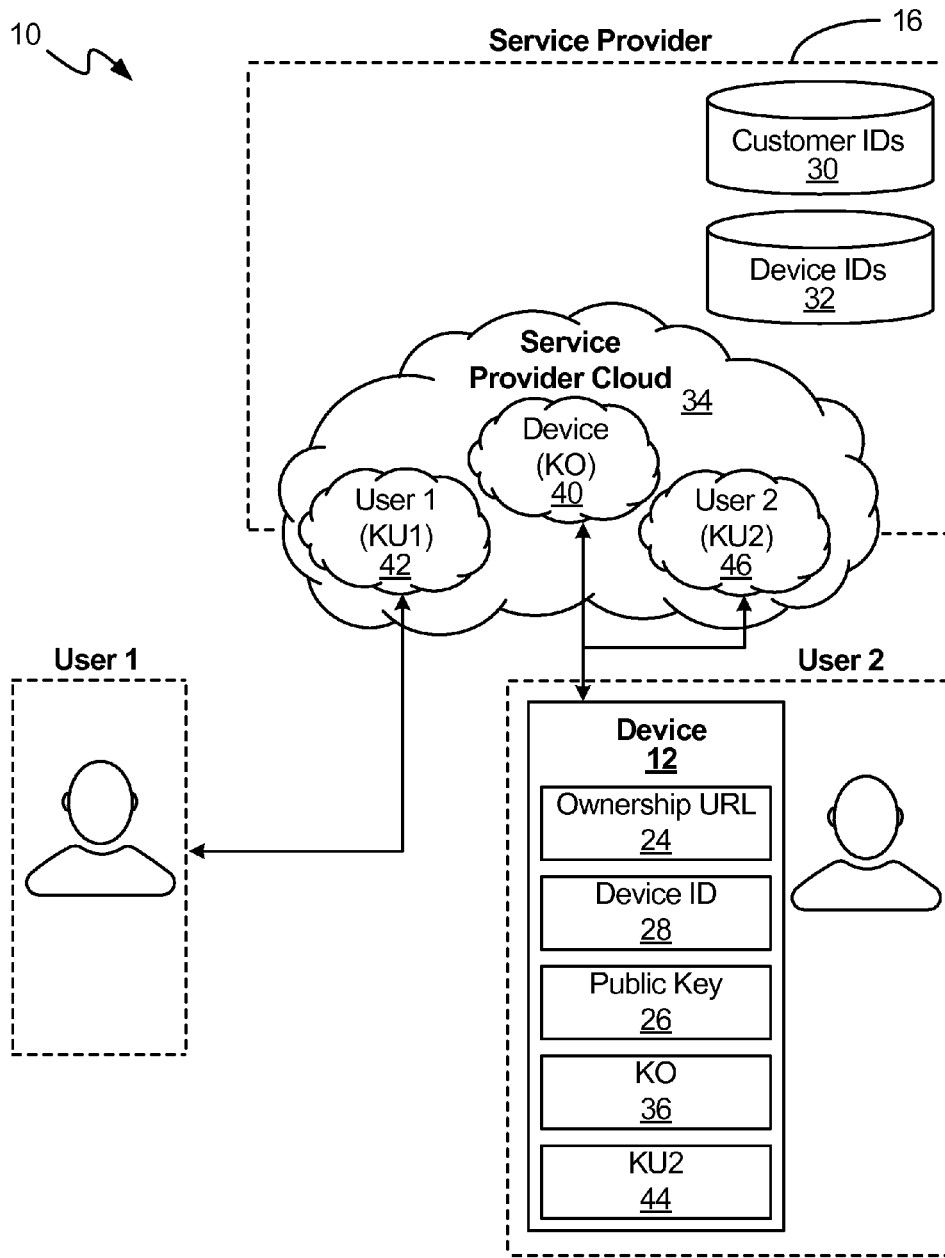 10
Service Provider
16
Customer IDs
30
Device IDs
32
Service
Provider Cloud
34
Device
(KO)
40
User 1
(KU1)
42
User 2
(KU2)
46
User 1
User 2
Device
12
Ownership URL
24
Device ID
28
Public Key
26
KO
36
KU2
44